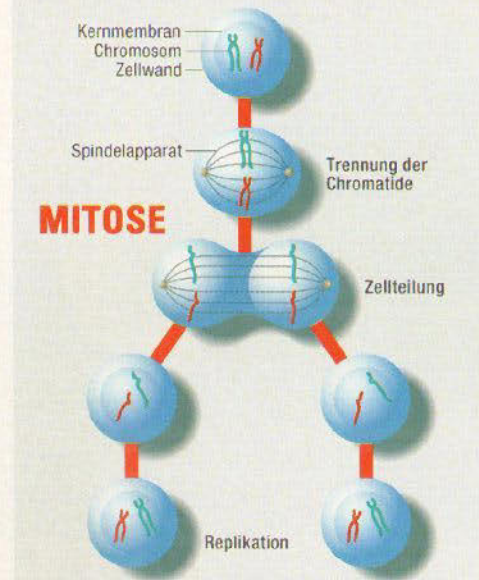 Kernmembran
Chromosom
Zellwand
Spindelapparat
Trennung der
Chromatide
MITOSE
Zellteilung
Replikation